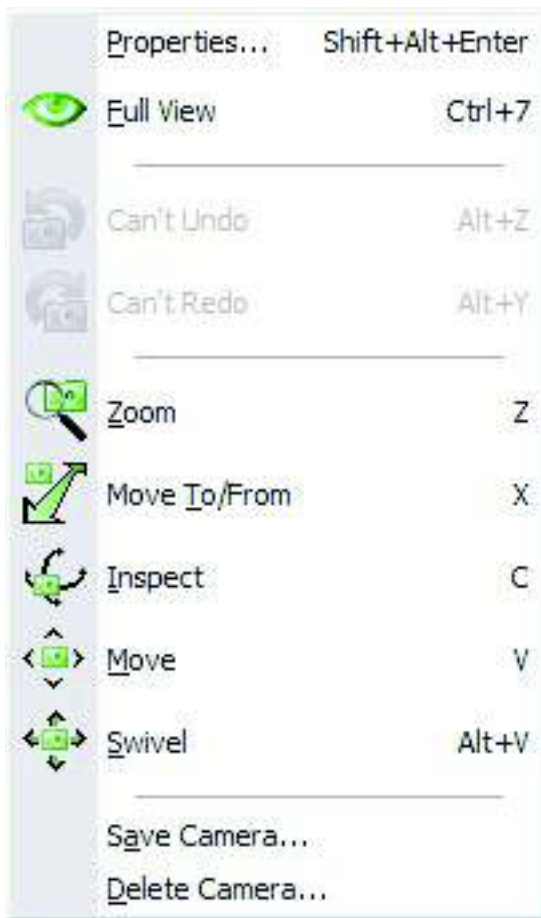 Properties... Shift+Alt+Enter
Full View Ctrl+7
Can't Undo Alt+Z
Can't Redo Alt+Y
Zoom Z
Move To/From X
Inspect C
Move V
Swivel Alt+V
Save Camera...
Delete Camera...